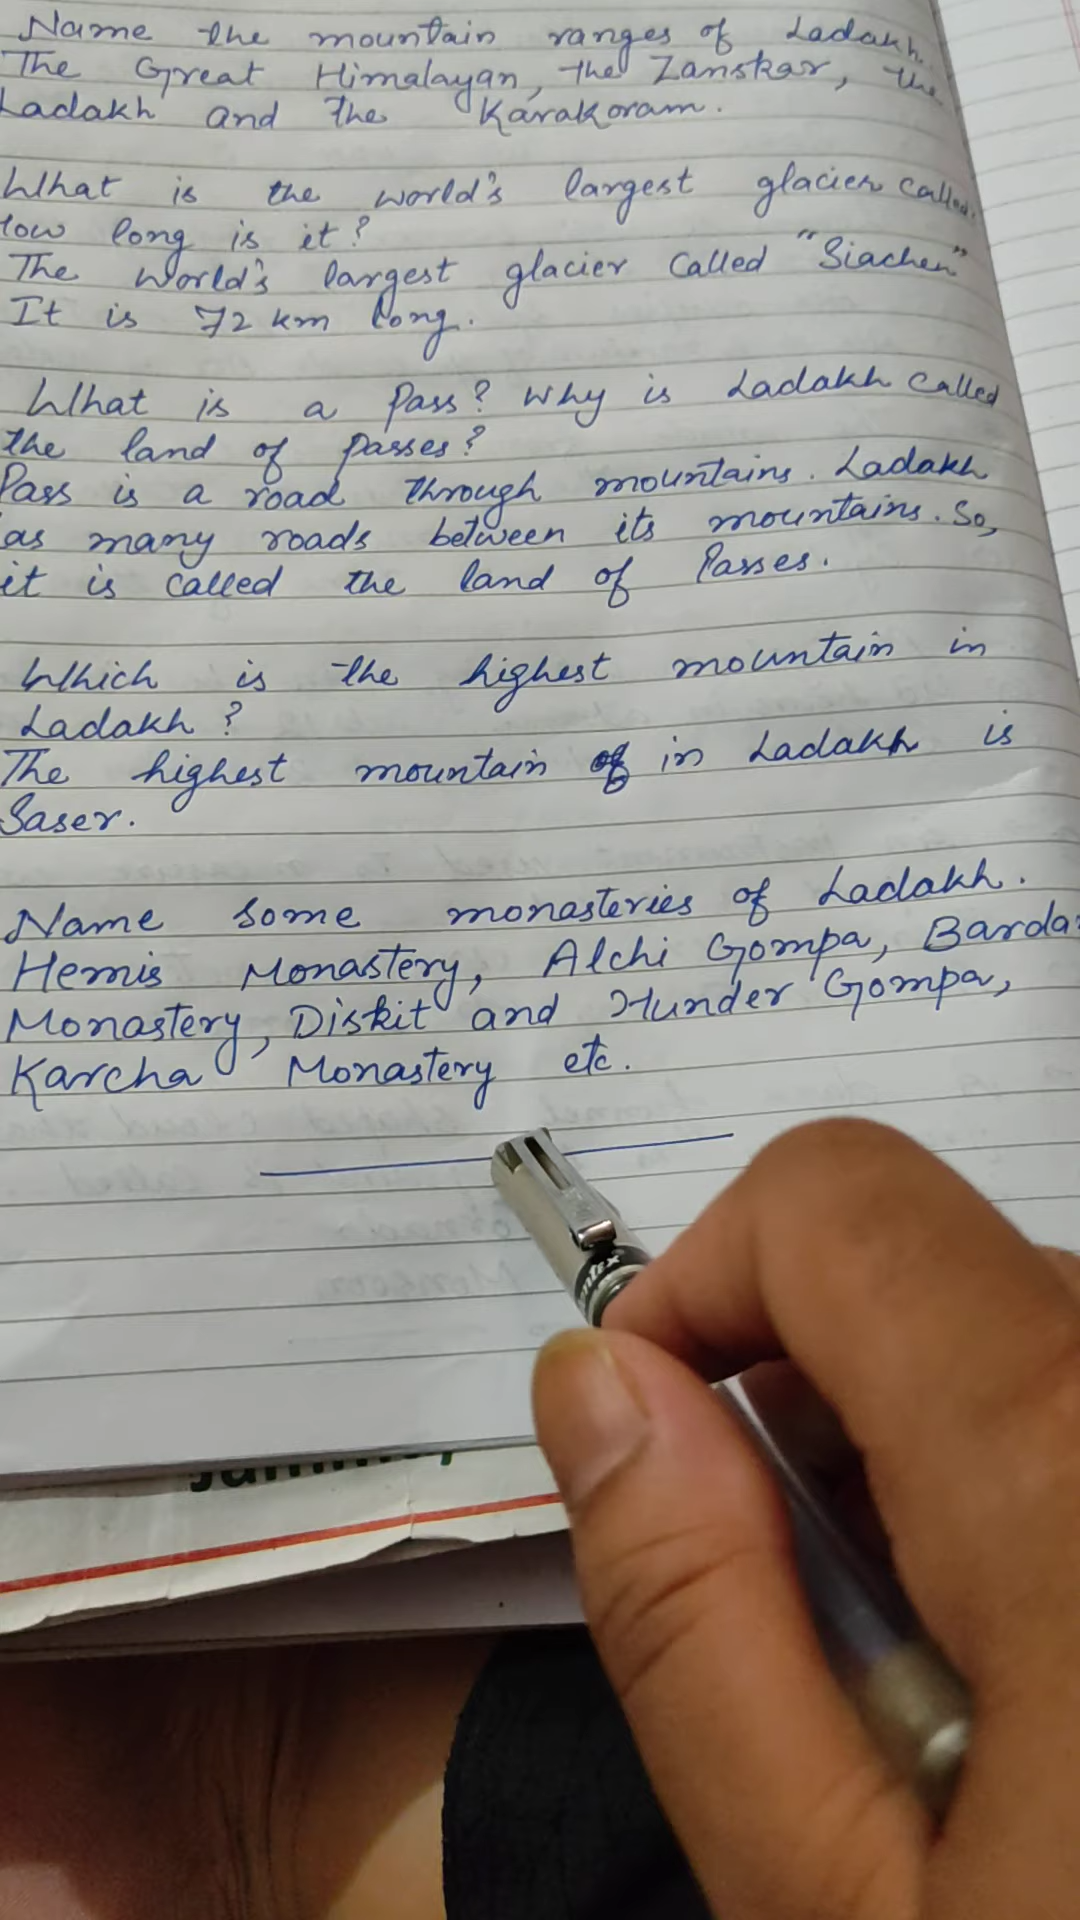 Name the mountain ranges of Ladakh.
The Great Himalayan, the Zanskar, the
Ladakh and the Karakoram.
What is the world's largest glacier called.
How long is it?
The world's largest glacier called "Siachen"
It is 72 km long.
What is a pass? Why is Ladakh called
the land of passes?
Pass is a road through mountains. Ladakh
as many roads between its mountains. So,
it is called the land of Passes.
Which is the highest mountain in
Ladakh?
The highest mountain in Ladakh is
Saser.
Name some monasteries of Ladakh.
Hemis Monastery, Alchi Gompa, Barda
Monastery, Diskit and Hunder Gompa,
Karcha Monastery etc.